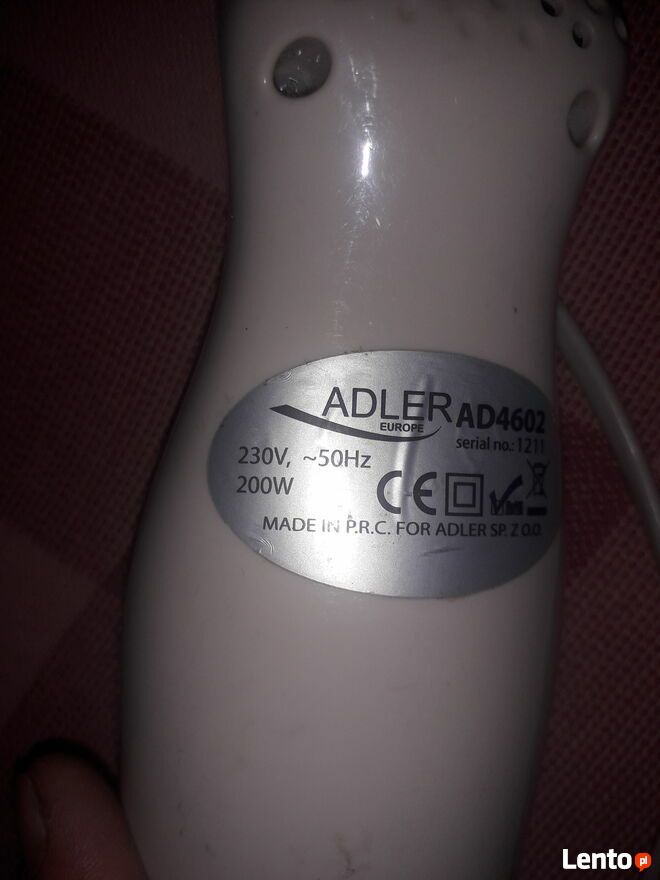 ADLER AD4602
EUROPE
serial no.: 1211
230V, ~50Hz
200W
CE
MADE IN P.R.C. FOR ADLER SP. Z O.O.
Lento pl